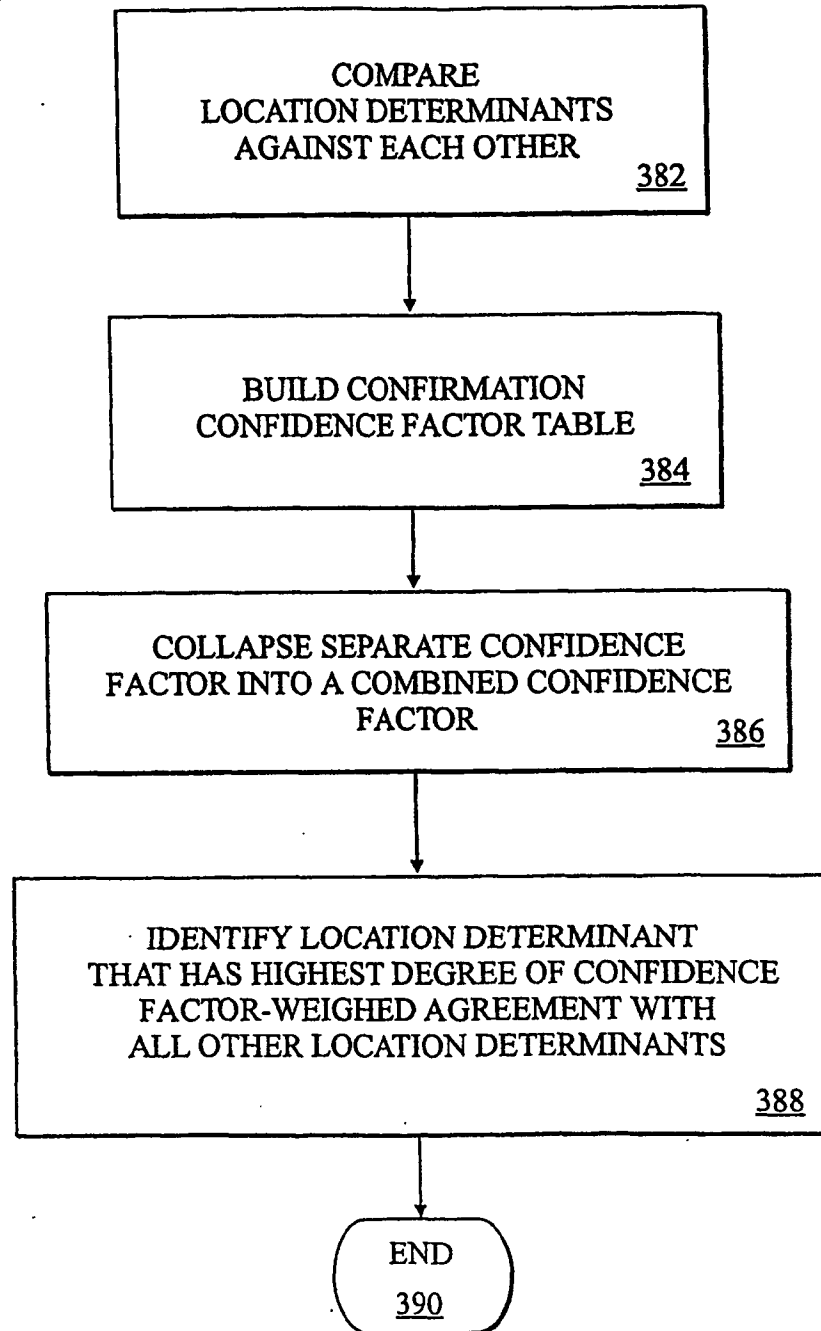 COMPARE
LOCATION DETERMINANTS
AGAINST EACH OTHER
382
BUILD CONFIRMATION
CONFIDENCE FACTOR TABLE
384
COLLAPSE SEPARATE CONFIDENCE
FACTOR INTO A COMBINED CONFIDENCE
FACTOR
386
IDENTIFY LOCATION DETERMINANT
THAT HAS HIGHEST DEGREE OF CONFIDENCE
FACTOR-WEIGHED AGREEMENT WITH
ALL OTHER LOCATION DETERMINANTS
388
END
390